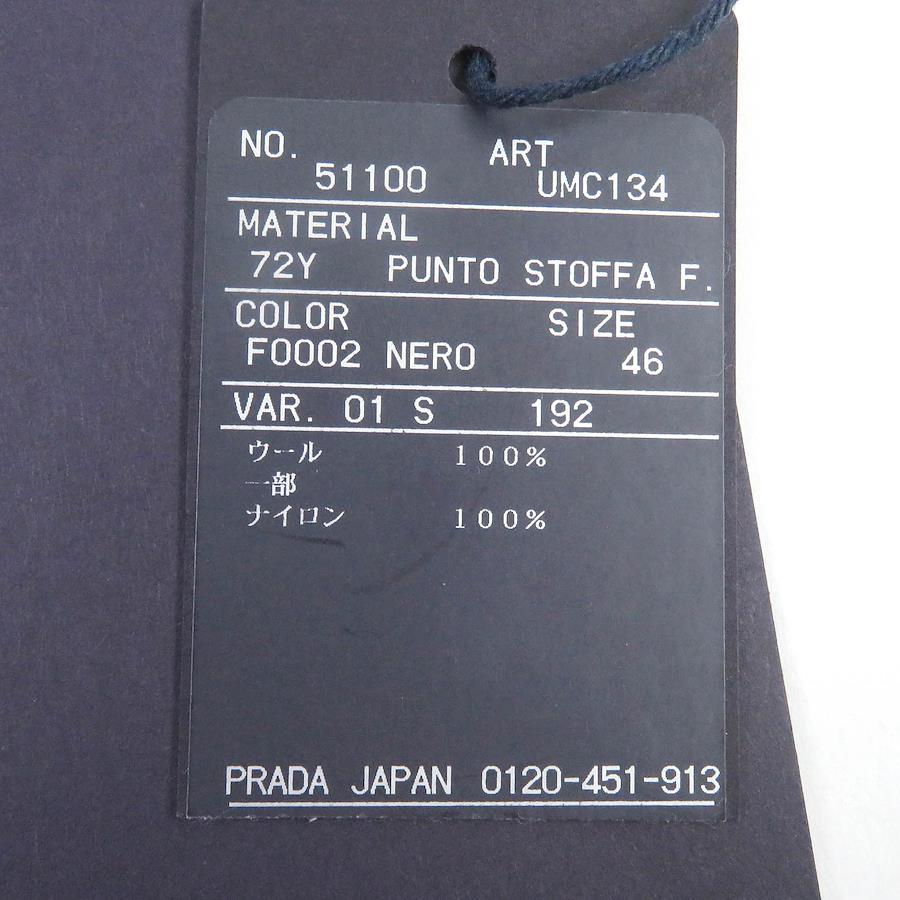 NO. ART
51100 UMC134
MATERIAL
72Y PUNTO STOFFA F.
COLOR SIZE
F0002 NERO 46
VAR. 01 S 192
ウール 100%
一部
ナイロン 100%
PRADA JAPAN 0120-451-913